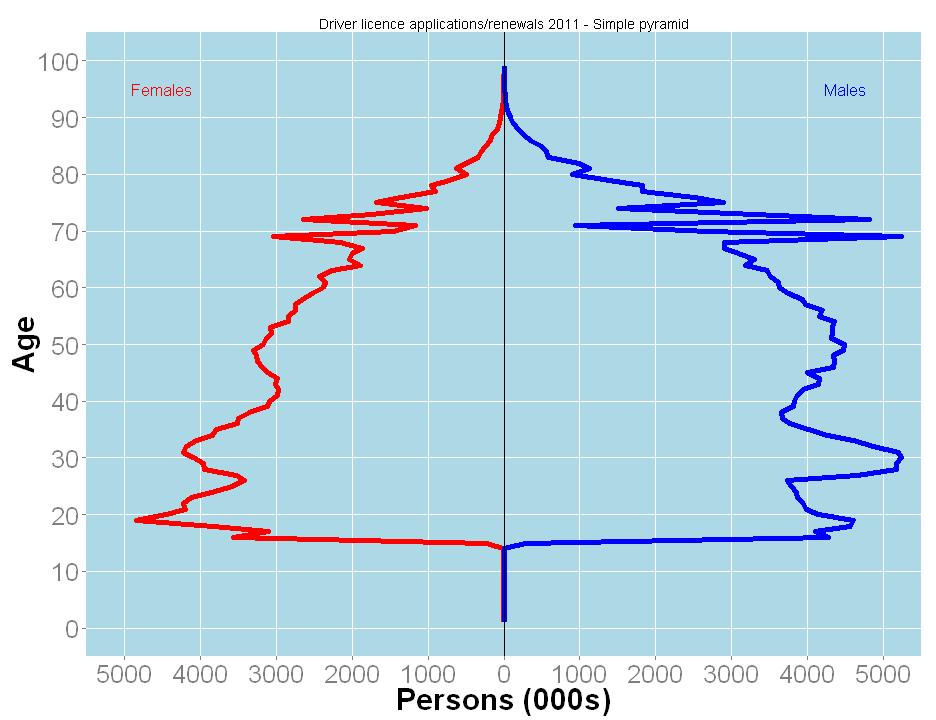 Driver licence applications/renewals 2011 - Simple pyramid
Females
Males
100
90
80
70
60
50
40
30
20
10
0
Age
5000 4000 3000 2000 1000 0 1000 2000 3000 4000 5000
Persons (000s)